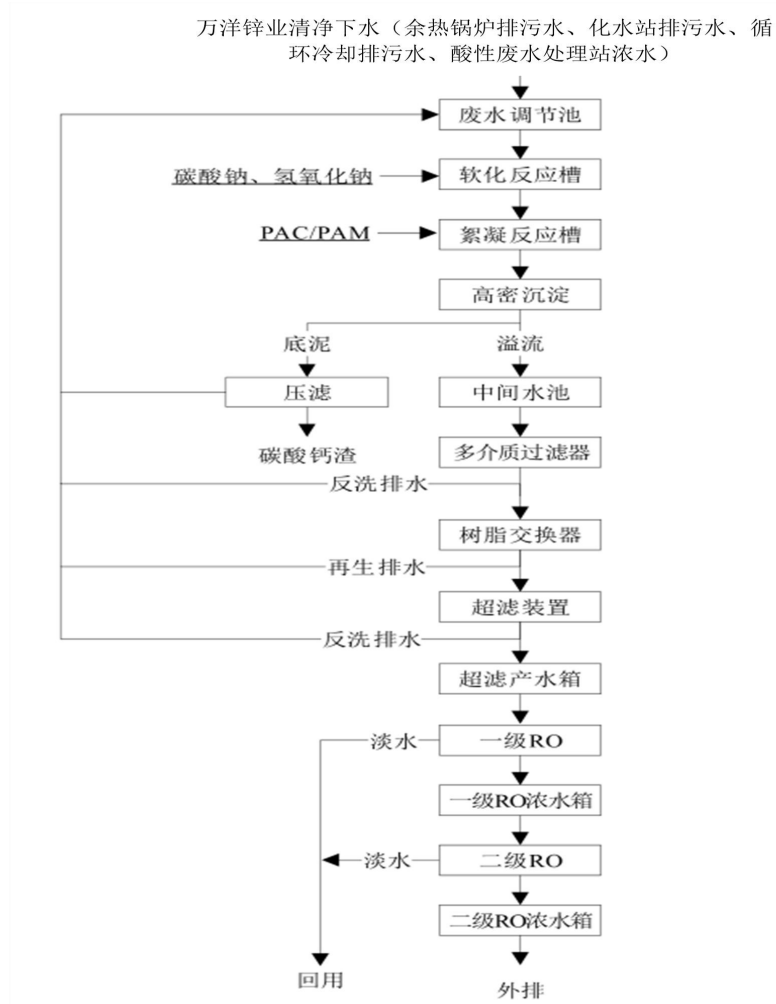 万洋锌业清净下水（余热锅炉排污水、化水站排污水、循
环冷却排污水、酸性废水处理站浓水）
废水调节池
碳酸钠、氢氧化钠
软化反应槽
PAC/PAM
絮凝反应槽
高密沉淀
底泥
溢流
压滤
中间水池
碳酸钙渣
多介质过滤器
反洗排水
树脂交换器
再生排水
超滤装置
反洗排水
超滤产水箱
淡水
一级RO
一级RO浓水箱
淡水
二级RO
二级RO浓水箱
回用
外排